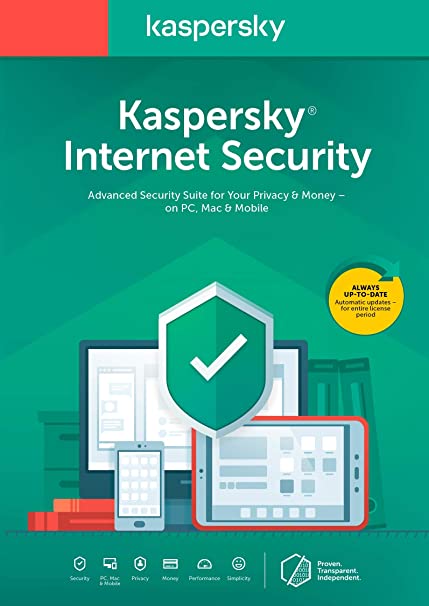 kaspersky
Kaspersky®
Internet Security
Advanced Security Suite for Your Privacy & Money –
on PC, Mac & Mobile
ALWAYS
UP-TO-DATE
Automatic updates –
for entire license
period
Security
PC, Mac
& Mobile
Privacy
Money
Performance
Simplicity
Proven.
Transparent.
Independent.